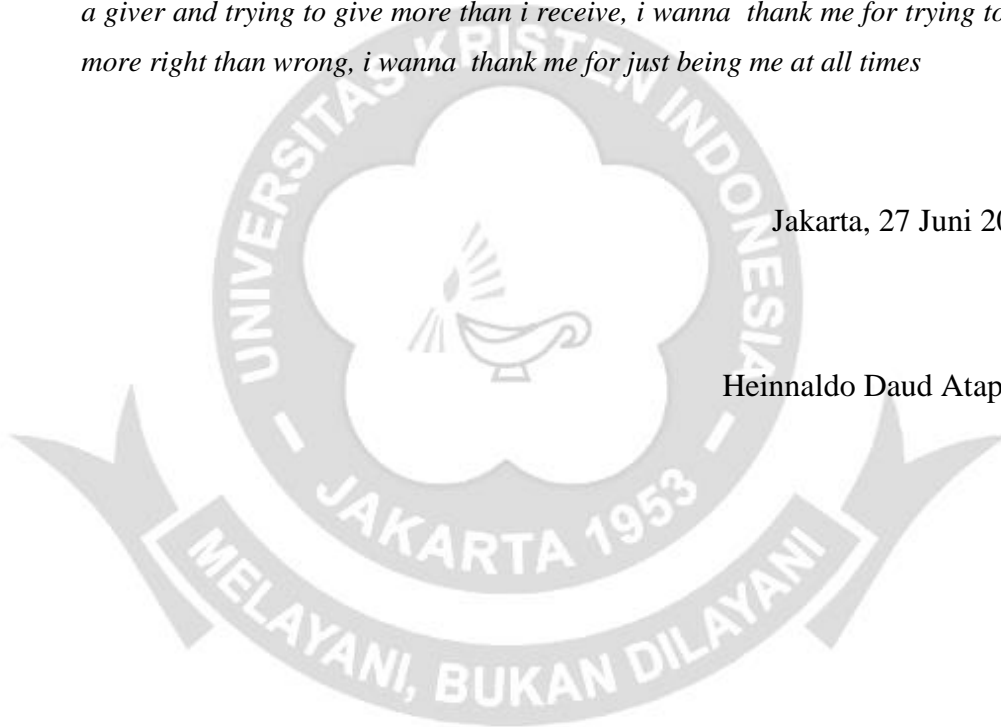 a giver and trying to give more than i receive, i wanna thank me for trying to
more right than wrong, i wanna thank me for just being me at all times
UNIVERSITAS KRISTEN INDONESIA
Jakarta, 27 Juni
Heinnaldo Daud
- JAKARTA 1953 -
MELAYANI, BUKAN DILAYANI